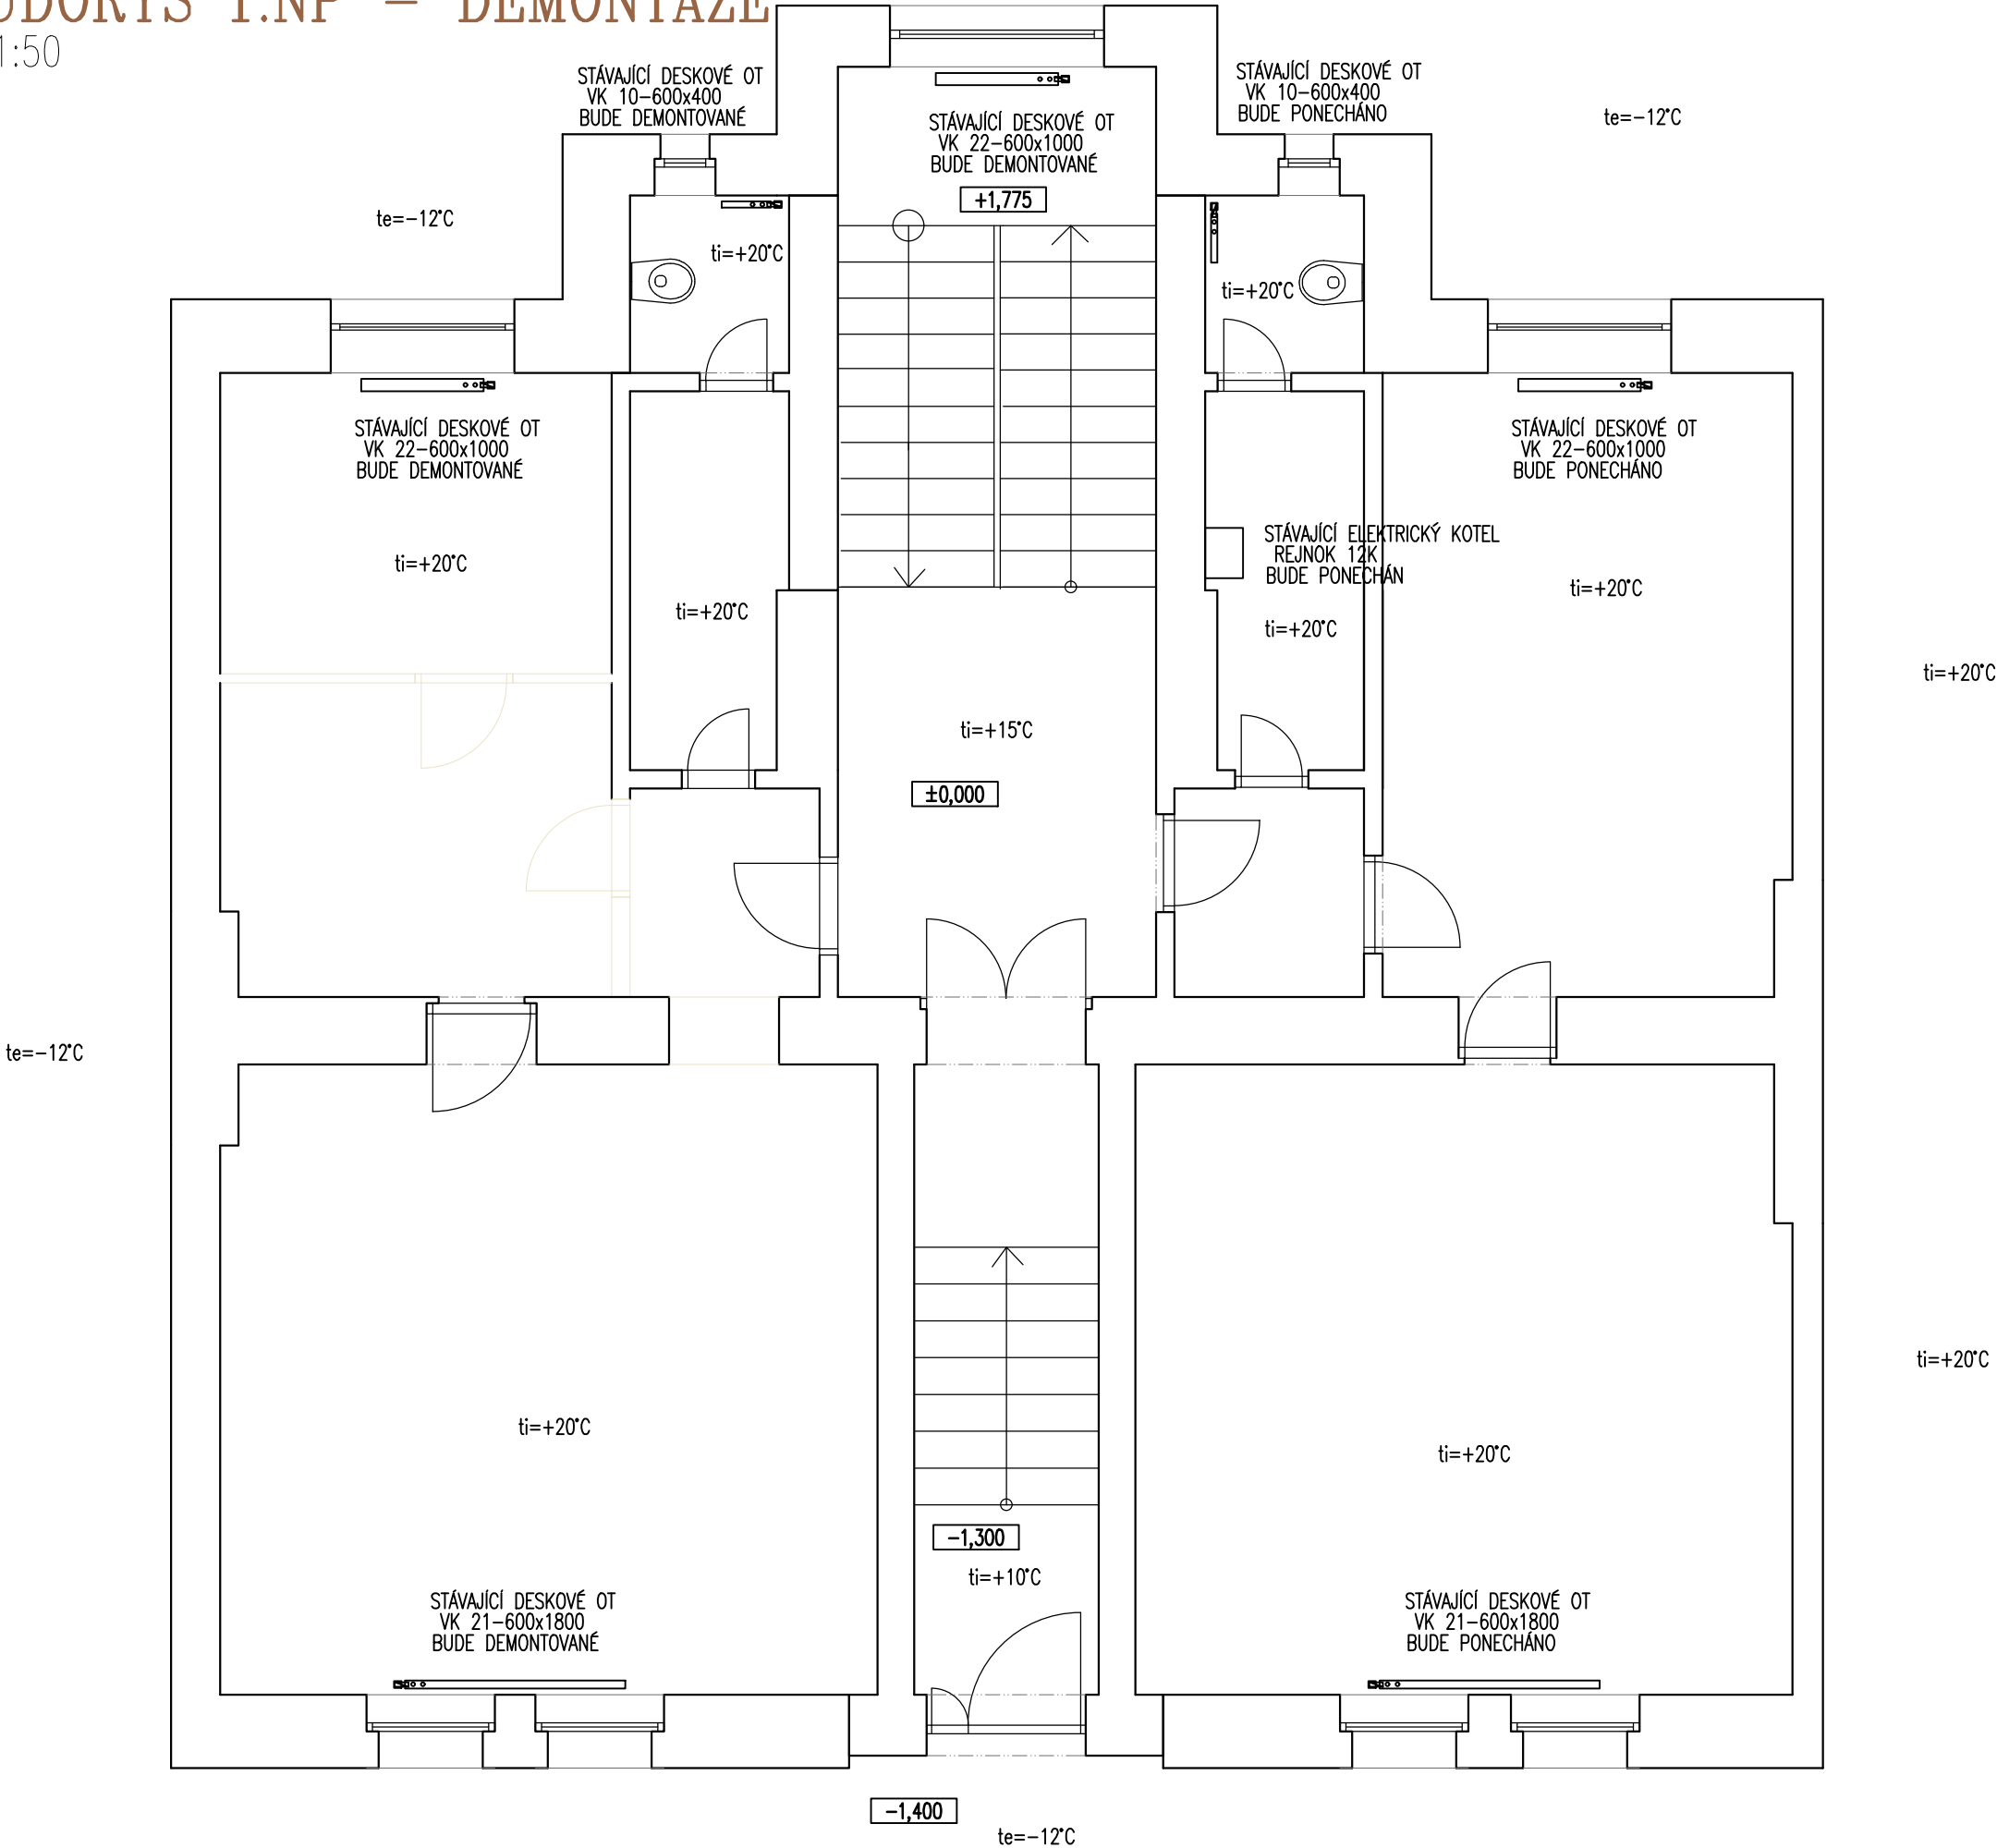 1.NP - DEMONTÁŽE
1:50
STÁVAJÍCÍ DESKOVÉ OT
VK 10-600x400
BUDE DEMONTOVANÉ
STÁVAJÍCÍ DESKOVÉ OT
VK 22-600x1000
BUDE DEMONTOVANÉ
+1,775
STÁVAJÍCÍ DESKOVÉ OT
VK 10-600x400
BUDE PONECHÁNO
te=-12°C
te=-12°C
ti=+20°C
ti=+20°C
STÁVAJÍCÍ DESKOVÉ OT
VK 22-600x1000
BUDE DEMONTOVANÉ
STÁVAJÍCÍ DESKOVÉ OT
VK 22-600x1000
BUDE PONECHÁNO
STÁVAJÍCÍ ELEKTRICKÝ KOTEL
REJNOK 12K
BUDE PONECHÁN
ti=+20°C
ti=+20°C
ti=+20°C
ti=+20°C
ti=+20°C
ti=+15°C
±0,000
te=-12°C
ti=+20°C
ti=+20°C
ti=+20°C
-1,300
ti=+10°C
STÁVAJÍCÍ DESKOVÉ OT
VK 21-600x1800
BUDE DEMONTOVANÉ
STÁVAJÍCÍ DESKOVÉ OT
VK 21-600x1800
BUDE PONECHÁNO
-1,400
te=-12°C